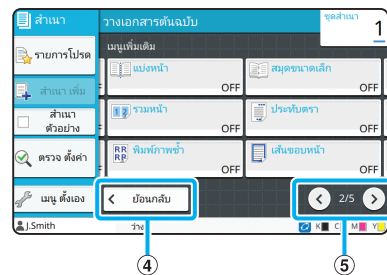 สำเนา
วางเอกสารต้นฉบับ
ชุดสำเนา
1
เมนูเพิ่มเติม
รายการโปรด
แบ่งหน้า
OFF
สมุดขนาดเล็ก
OFF
สำเนา เพิ่ม
รวมหน้า
OFF
ประทับตรา
OFF
สำเนา
ตัวอย่าง
ตรวจ ตั้งค่า
RR
RR
พิมพ์ภาพซ้ำ
OFF
เส้นขอบหน้า
OFF
เมนู ตั้งเอง
ย้อนกลับ
2/5
J.Smith
ว่าง
K C M Y
④
⑤